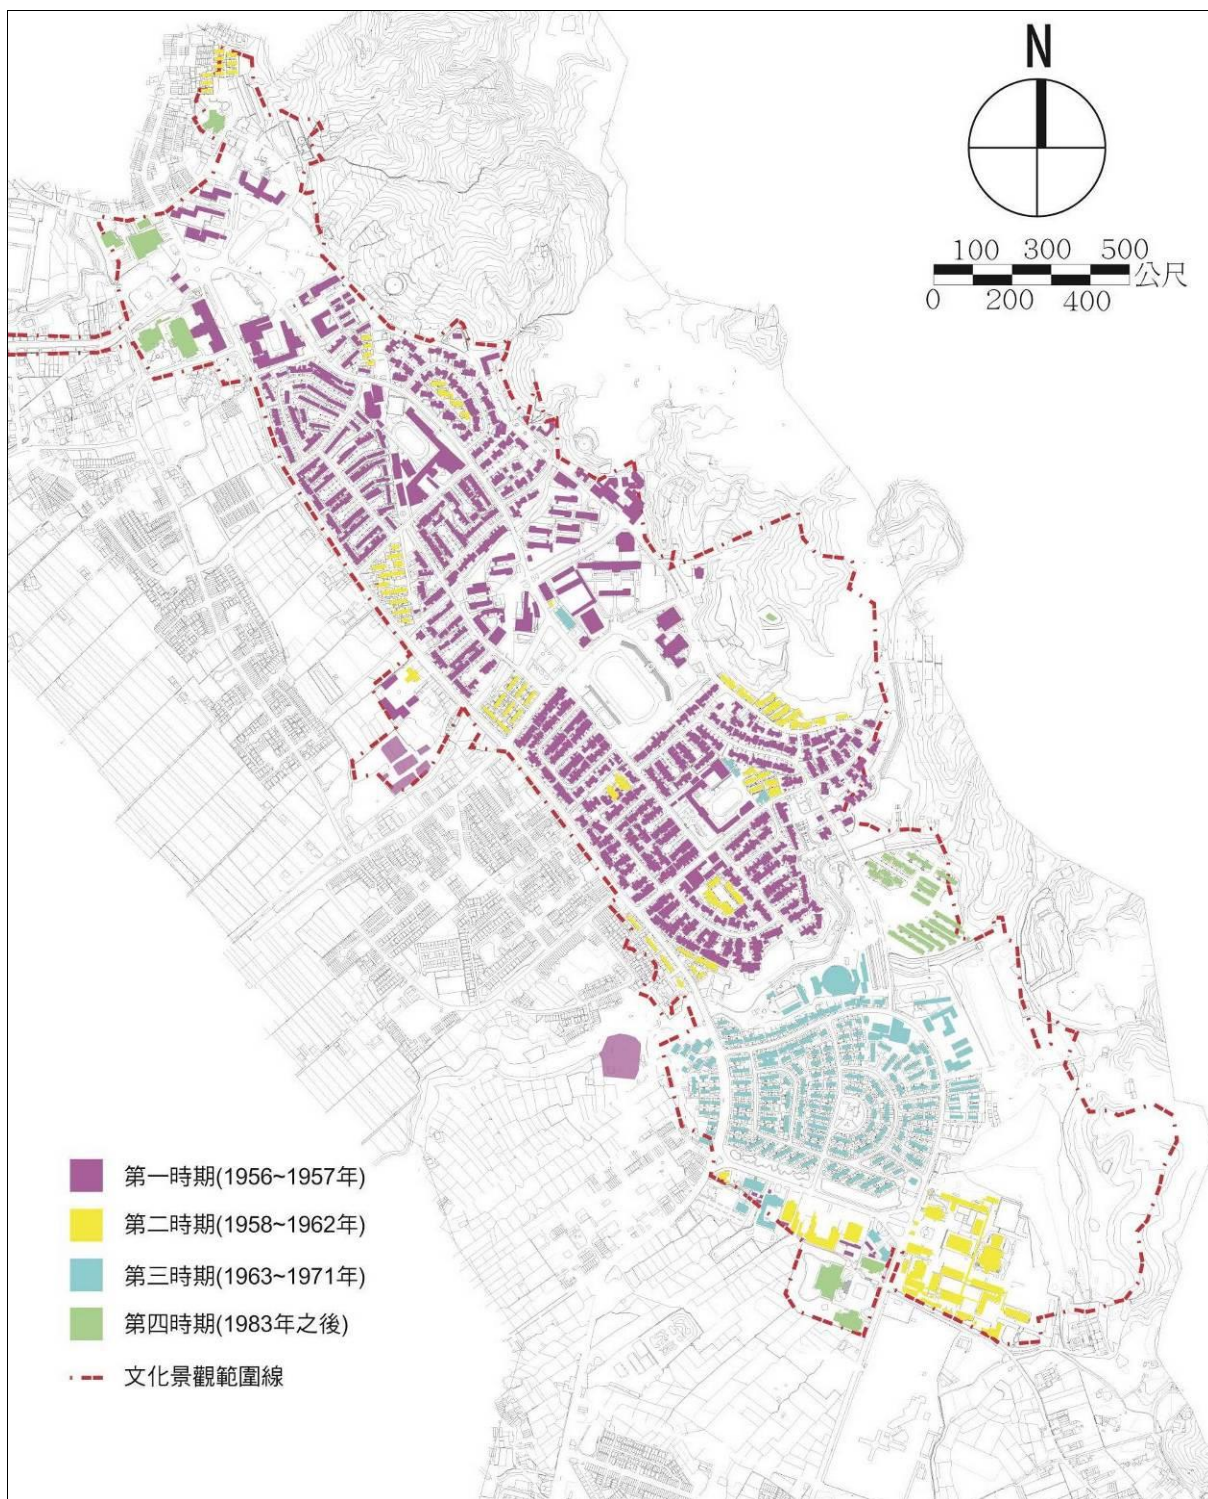 N
100 300 500
公尺
0 200 400
第一時期(1956~1957年)
第二時期(1958~1962年)
第三時期(1963~1971年)
第四時期(1983年之後)
文化景觀範圍線